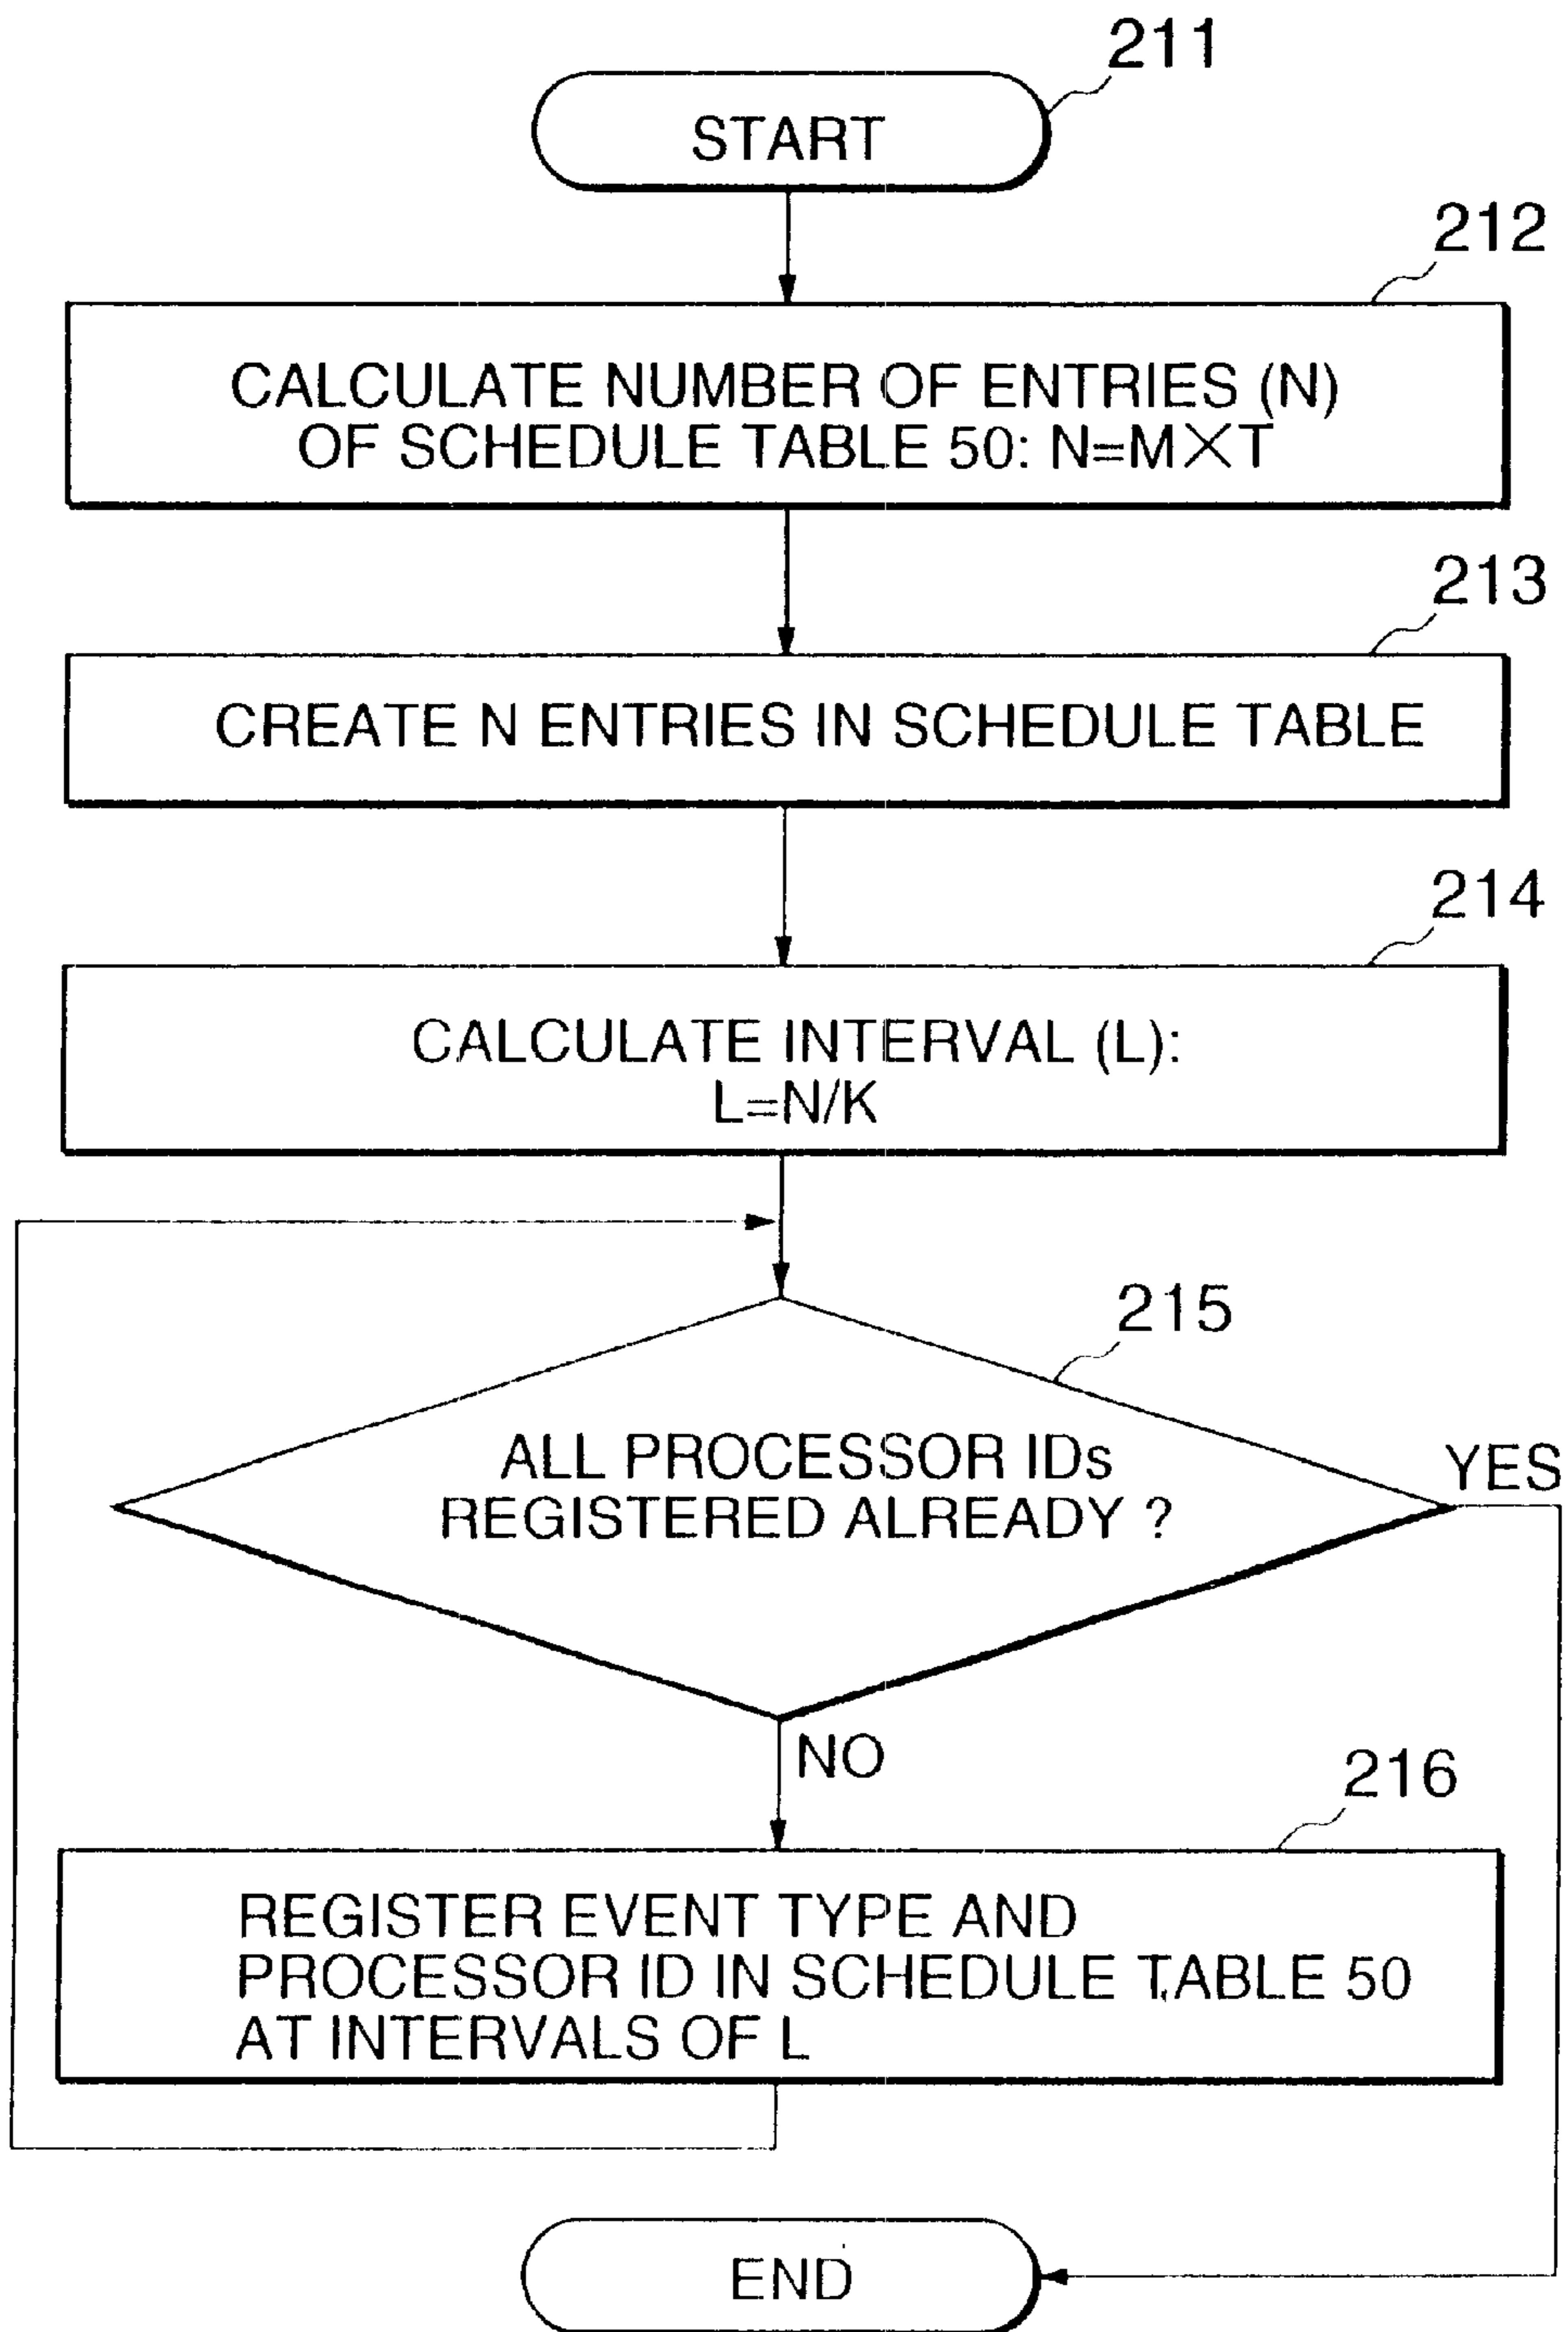 211
START
212
CALCULATE NUMBER OF ENTRIES (N)
OF SCHEDULE TABLE 50: N=M×T
213
CREATE N ENTRIES IN SCHEDULE TABLE
214
CALCULATE INTERVAL (L):
L=N/K
215
ALL PROCESSOR IDs
REGISTERED ALREADY ?
YES
NO
216
REGISTER EVENT TYPE AND
PROCESSOR ID IN SCHEDULE TABLE 50
AT INTERVALS OF L
END